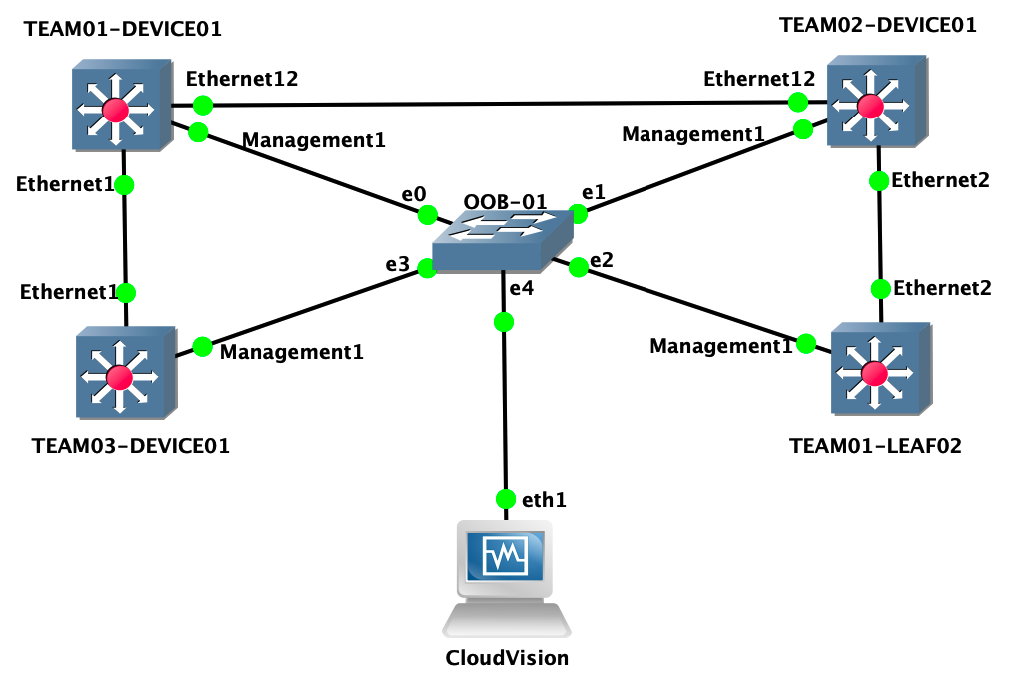 TEAM01-DEVICE01
TEAM02-DEVICE01
Ethernet12
Ethernet12
Management1
Management1
Ethernet1
Ethernet2
e0
e1
OOB-01
e3
e2
e4
Ethernet1
Ethernet2
Management1
Management1
TEAM03-DEVICE01
TEAM01-LEAF02
eth1
CloudVision